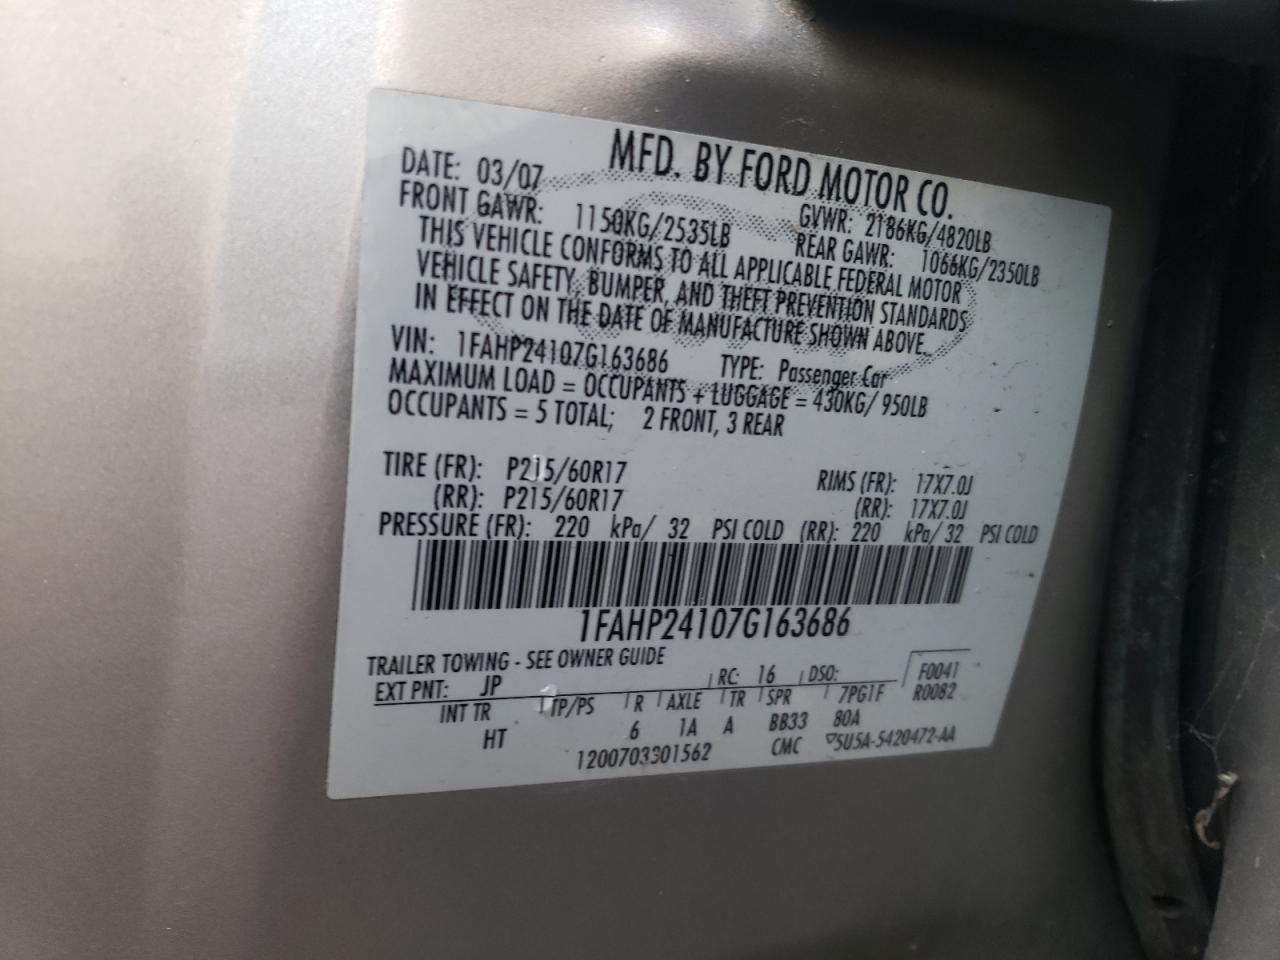 MFD. BY FORD MOTOR CO.
DATE: 03/07 GVWR: 2186KG/4820LB
FRONT GAWR: 1150KG/2535LB REAR GAWR: 1066KG/2350LB
THIS VEHICLE CONFORMS TO ALL APPLICABLE FEDERAL MOTOR
VEHICLE SAFETY, BUMPER, AND THEFT PREVENTION STANDARDS
IN EFFECT ON THE DATE OF MANUFACTURE SHOWN ABOVE.
VIN: 1FAHP24107G163686 TYPE: Passenger Car
MAXIMUM LOAD = OCCUPANTS + LUGGAGE = 430KG/ 950LB
OCCUPANTS = 5 TOTAL; 2 FRONT, 3 REAR
TIRE (FR): P215/60R17 RIMS (FR): 17X7.0J
(RR): P215/60R17 (RR): 17X7.0J
PRESSURE (FR): 220 kPa/ 32 PSI COLD (RR): 220 kPa/ 32 PSI COLD
1FAHP24107G163686
TRAILER TOWING - SEE OWNER GUIDE
EXT PNT: JP RC: 16 DSO: F0041
INT TR TP/PS R AXLE TR SPR 7PG1F R0082
HT 6 1A A BB33 80A
1200703301562 CMC 5U5A-5420472-AA